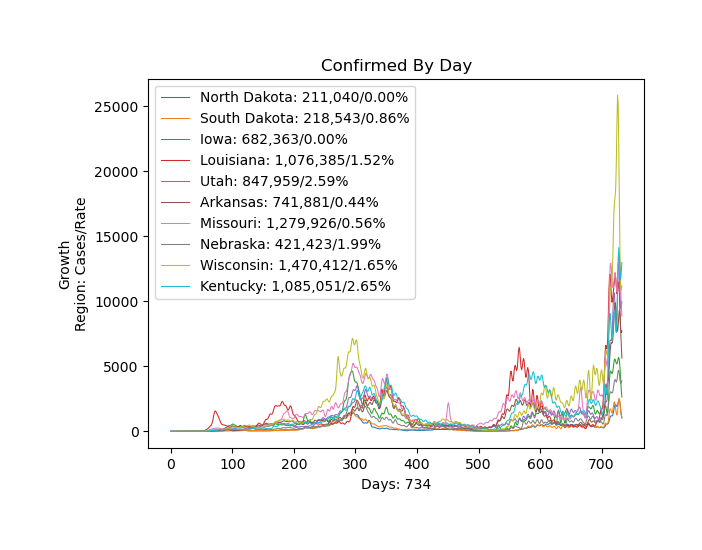 Confirmed By Day
North Dakota: 211,040/0.00%
South Dakota: 218,543/0.86%
Iowa: 682,363/0.00%
Louisiana: 1,076,385/1.52%
Utah: 847,959/2.59%
Arkansas: 741,881/0.44%
Missouri: 1,279,926/0.56%
Nebraska: 421,423/1.99%
Wisconsin: 1,470,412/1.65%
Kentucky: 1,085,051/2.65%
Growth
Region: Cases/Rate
25000
20000
15000
10000
5000
0
0 100 200 300 400 500 600 700
Days: 734